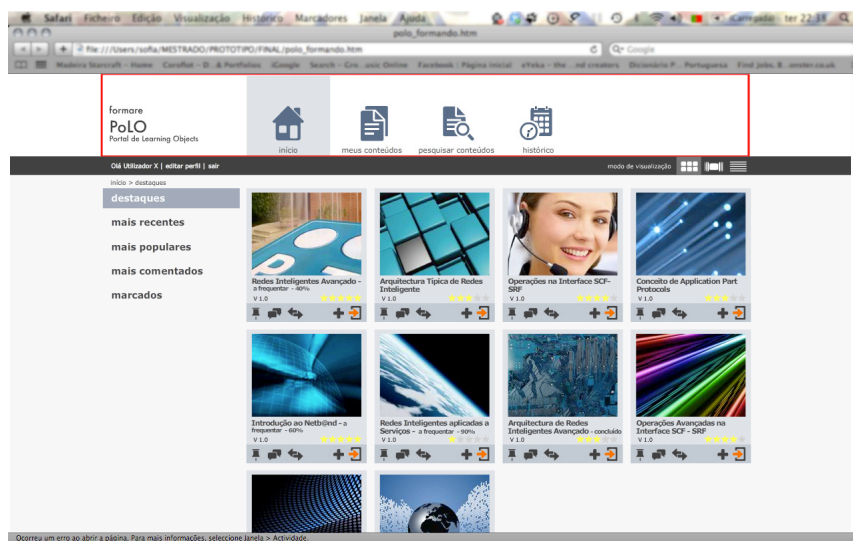 Safari Ficheiro Edição Visualização Histórico Marcadores Janela Ajuda ter 22:38
polo_formando.htm
file:///Users/sofia/MESTRADO/PROTOTIPO/FINAL/polo_formando.htm Google
formare
PoLO
Portal de Learning Objects
início meus conteúdos pesquisar conteúdos histórico
Olá Utilizador X | editar perfil | sair modo de visualização
início > destaques
destaques
mais recentes
mais populares
mais comentados
marcados
Redes Inteligentes Avançado - a frequentar - 40%
V 1.0
Arquitectura Típica de Redes Inteligente
V 1.0
Operações na Interface SCF-SRF
V 1.0
Conceito de Application Part Protocols
V 1.0
Introdução ao Netb@nd - a frequentar - 60%
V 1.0
Redes Inteligentes aplicadas a Serviços - a frequentar - 90%
V 1.0
Arquitectura de Redes Inteligentes Avançado - concluído
V 1.0
Operações Avançadas na Interface SCF - SRF
V 1.0
Ocorreu um erro ao abrir a página. Para mais informações, seleccione Janela > Actividade.